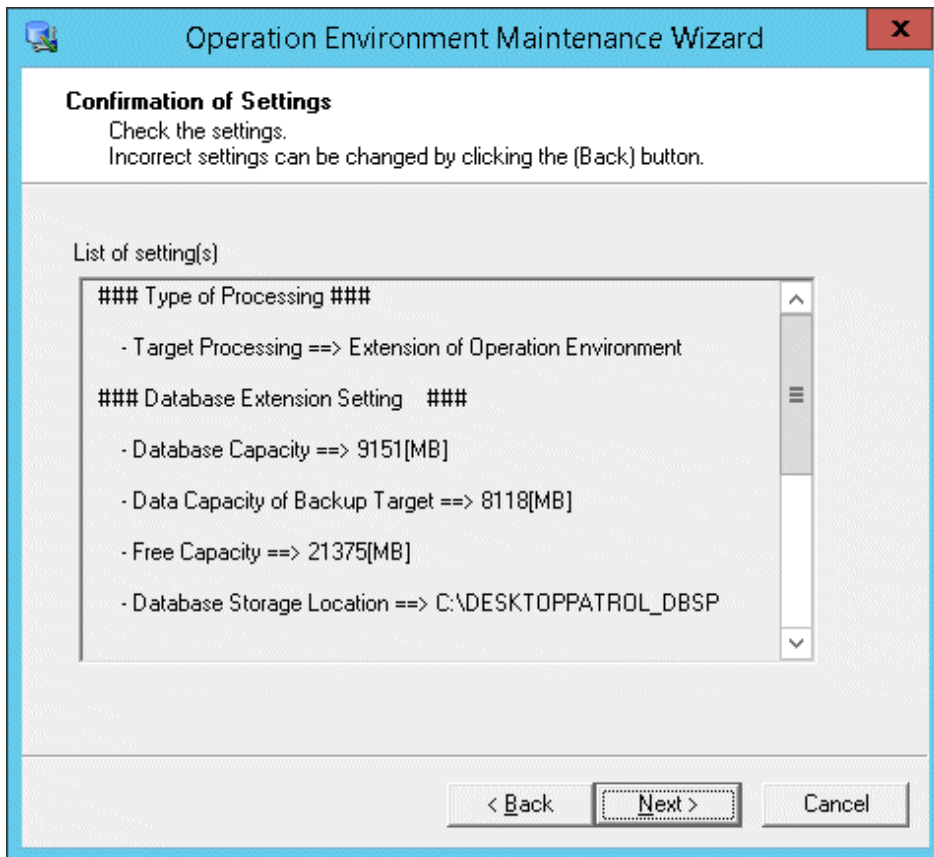 Operation Environment Maintenance Wizard
x
Confirmation of Settings
Check the settings.
Incorrect settings can be changed by clicking the (Back) button.
List of setting(s)
### Type of Processing ###
- Target Processing ==> Extension of Operation Environment
### Database Extension Setting ###
- Database Capacity ==> 9151[MB]
- Data Capacity of Backup Target ==> 8118[MB]
- Free Capacity ==> 21375[MB]
- Database Storage Location ==> C:\DESKTOPPATROL_DBSP
< Back
Next >
Cancel